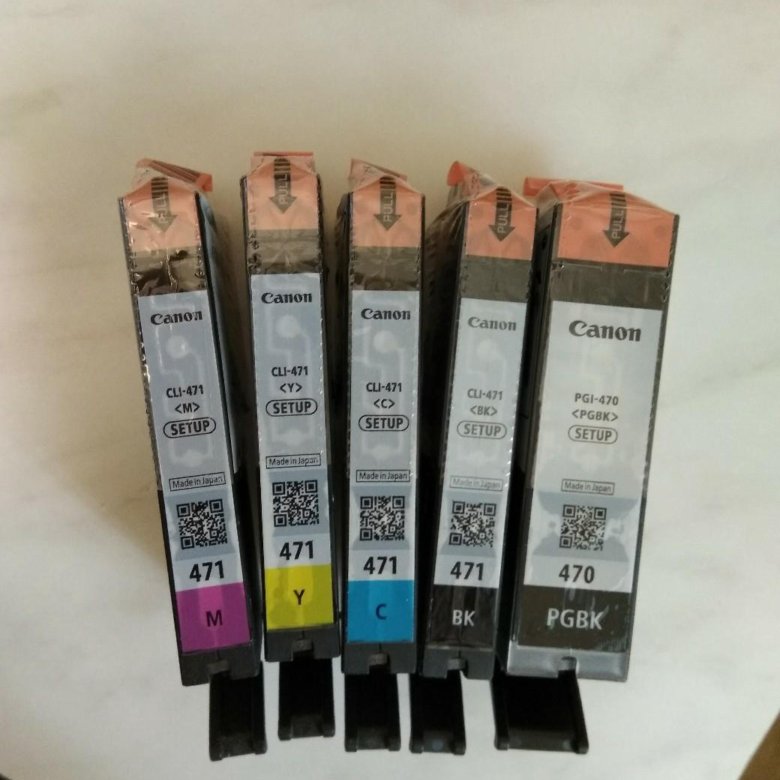 PULL
Canon
CLI-471
<M>
SETUP
Made in Japan
471
M
PULL
Canon
CLI-471
<Y>
SETUP
Made in Japan
471
Y
PULL
Canon
CLI-471
<C>
SETUP
Made in Japan
471
C
PULL
Canon
CLI-471
<BK>
SETUP
Made in Japan
471
BK
PULL
Canon
PGI-470
<PGBK>
SETUP
Made in Japan
470
PGBK